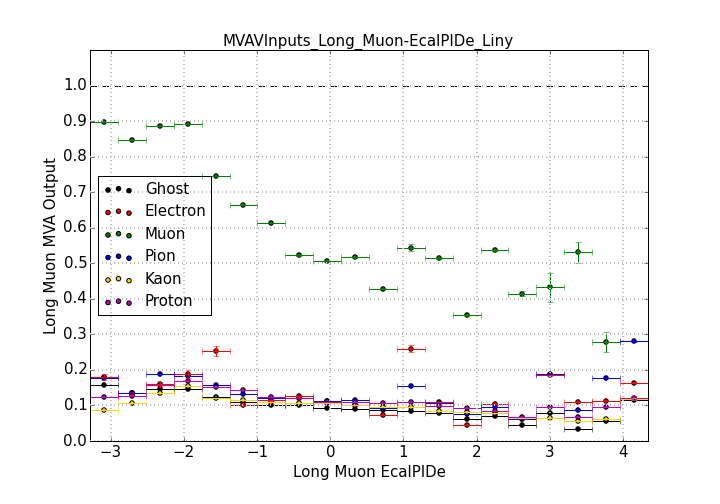 MVAVInputs_Long_Muon-EcalPIDe_Liny
Long Muon MVA Output
1.0
0.9
0.8
0.7
0.6
0.5
0.4
0.3
0.2
0.1
0.0
Ghost
Electron
Muon
Pion
Kaon
Proton
−3 −2 −1 0 1 2 3 4
Long Muon EcalPIDe